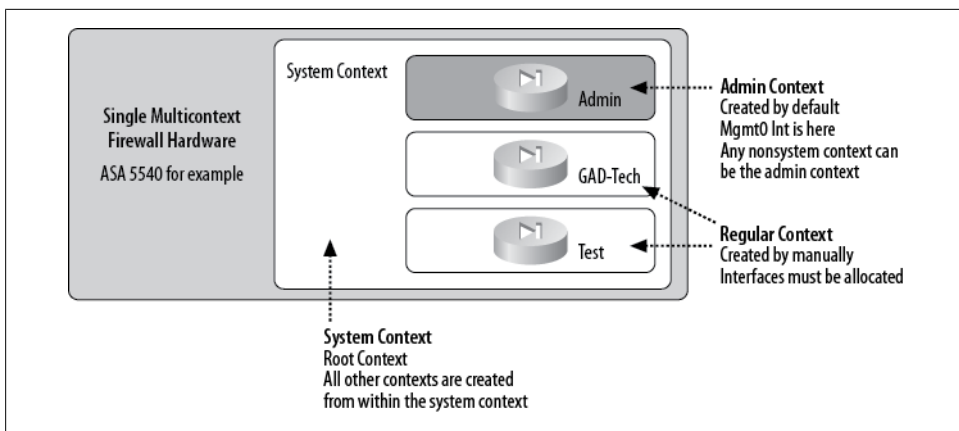 Single Multicontext
Firewall Hardware
ASA 5540 for example
System Context
Admin
GAD-Tech
Test
Admin Context
Created by default
Mgmt0 Int is here
Any nonsystem context can
be the admin context
Regular Context
Created by manually
Interfaces must be allocated
System Context
Root Context
All other contexts are created
from within the system context